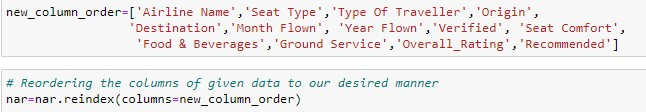 new_column_order=['Airline Name','Seat Type','Type Of Traveller','Origin',
'Destination','Month Flown', 'Year Flown','Verified', 'Seat Comfort',
'Food & Beverages','Ground Service','Overall_Rating','Recommended']
# Reordering the columns of given data to our desired manner
nar=nar.reindex(columns=new_column_order)